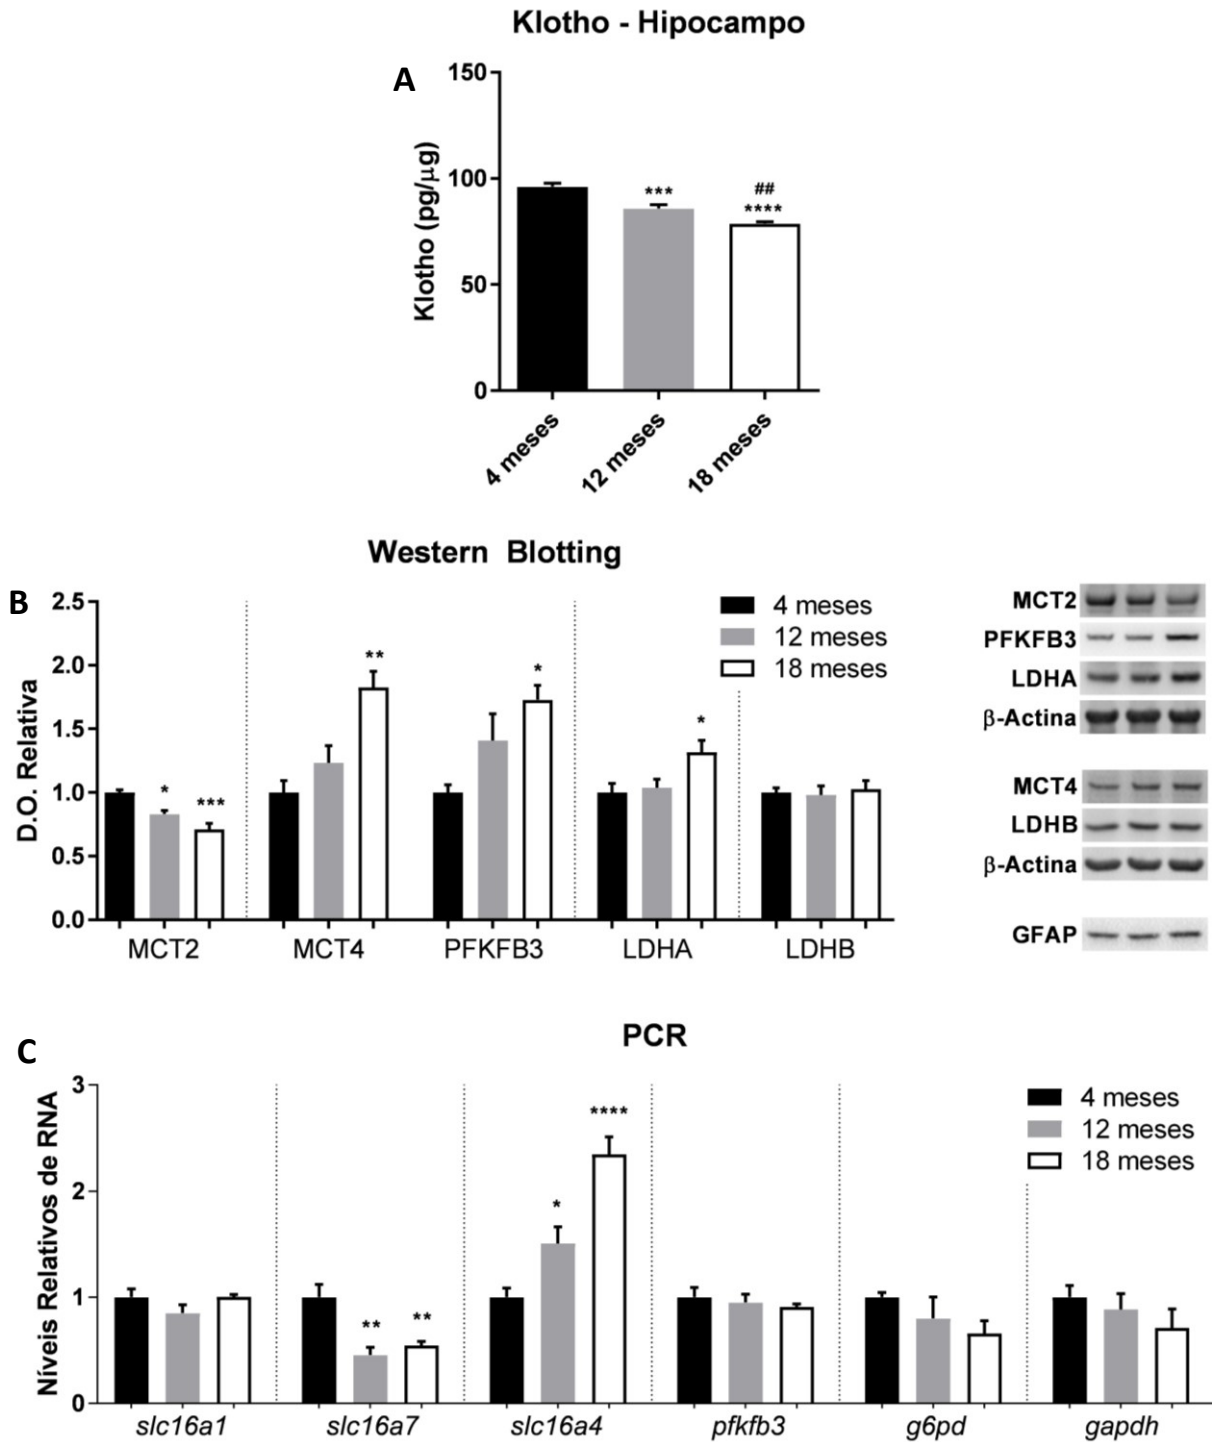 Klotho - Hipocampo
A
150
100
50
0
Klotho (pg/μg)
***
##
****
4 meses
12 meses
18 meses
Western Blotting
B
2.5
2.0
1.5
1.0
0.5
0.0
D.O. Relativa
*
***
**
*
*
4 meses
12 meses
18 meses
MCT2
MCT4
PFKFB3
LDHA
LDHB
MCT2
PFKFB3
LDHA
β-Actina
MCT4
LDHB
β-Actina
GFAP
PCR
C
3
2
1
0
Níveis Relativos de RNA
**
**
*
****
4 meses
12 meses
18 meses
slc16a1
slc16a7
slc16a4
pfkfb3
g6pd
gapdh